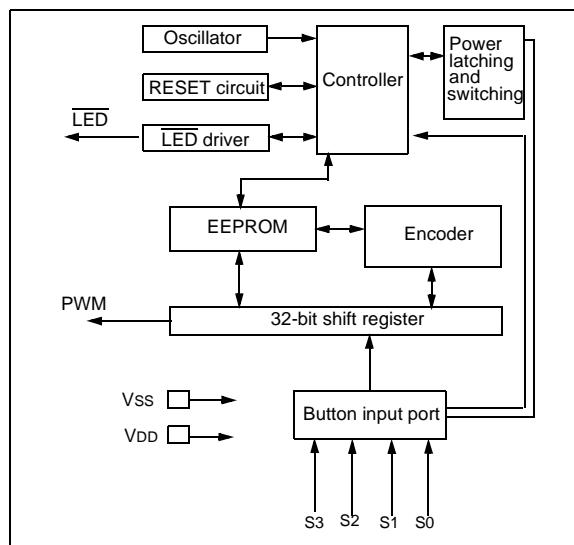 Oscillator
RESET circuit
LED
LED driver
Controller
Power
latching
and
switching
EEPROM
Encoder
PWM
32-bit shift register
VSS
VDD
Button input port
S3 S2 S1 S0